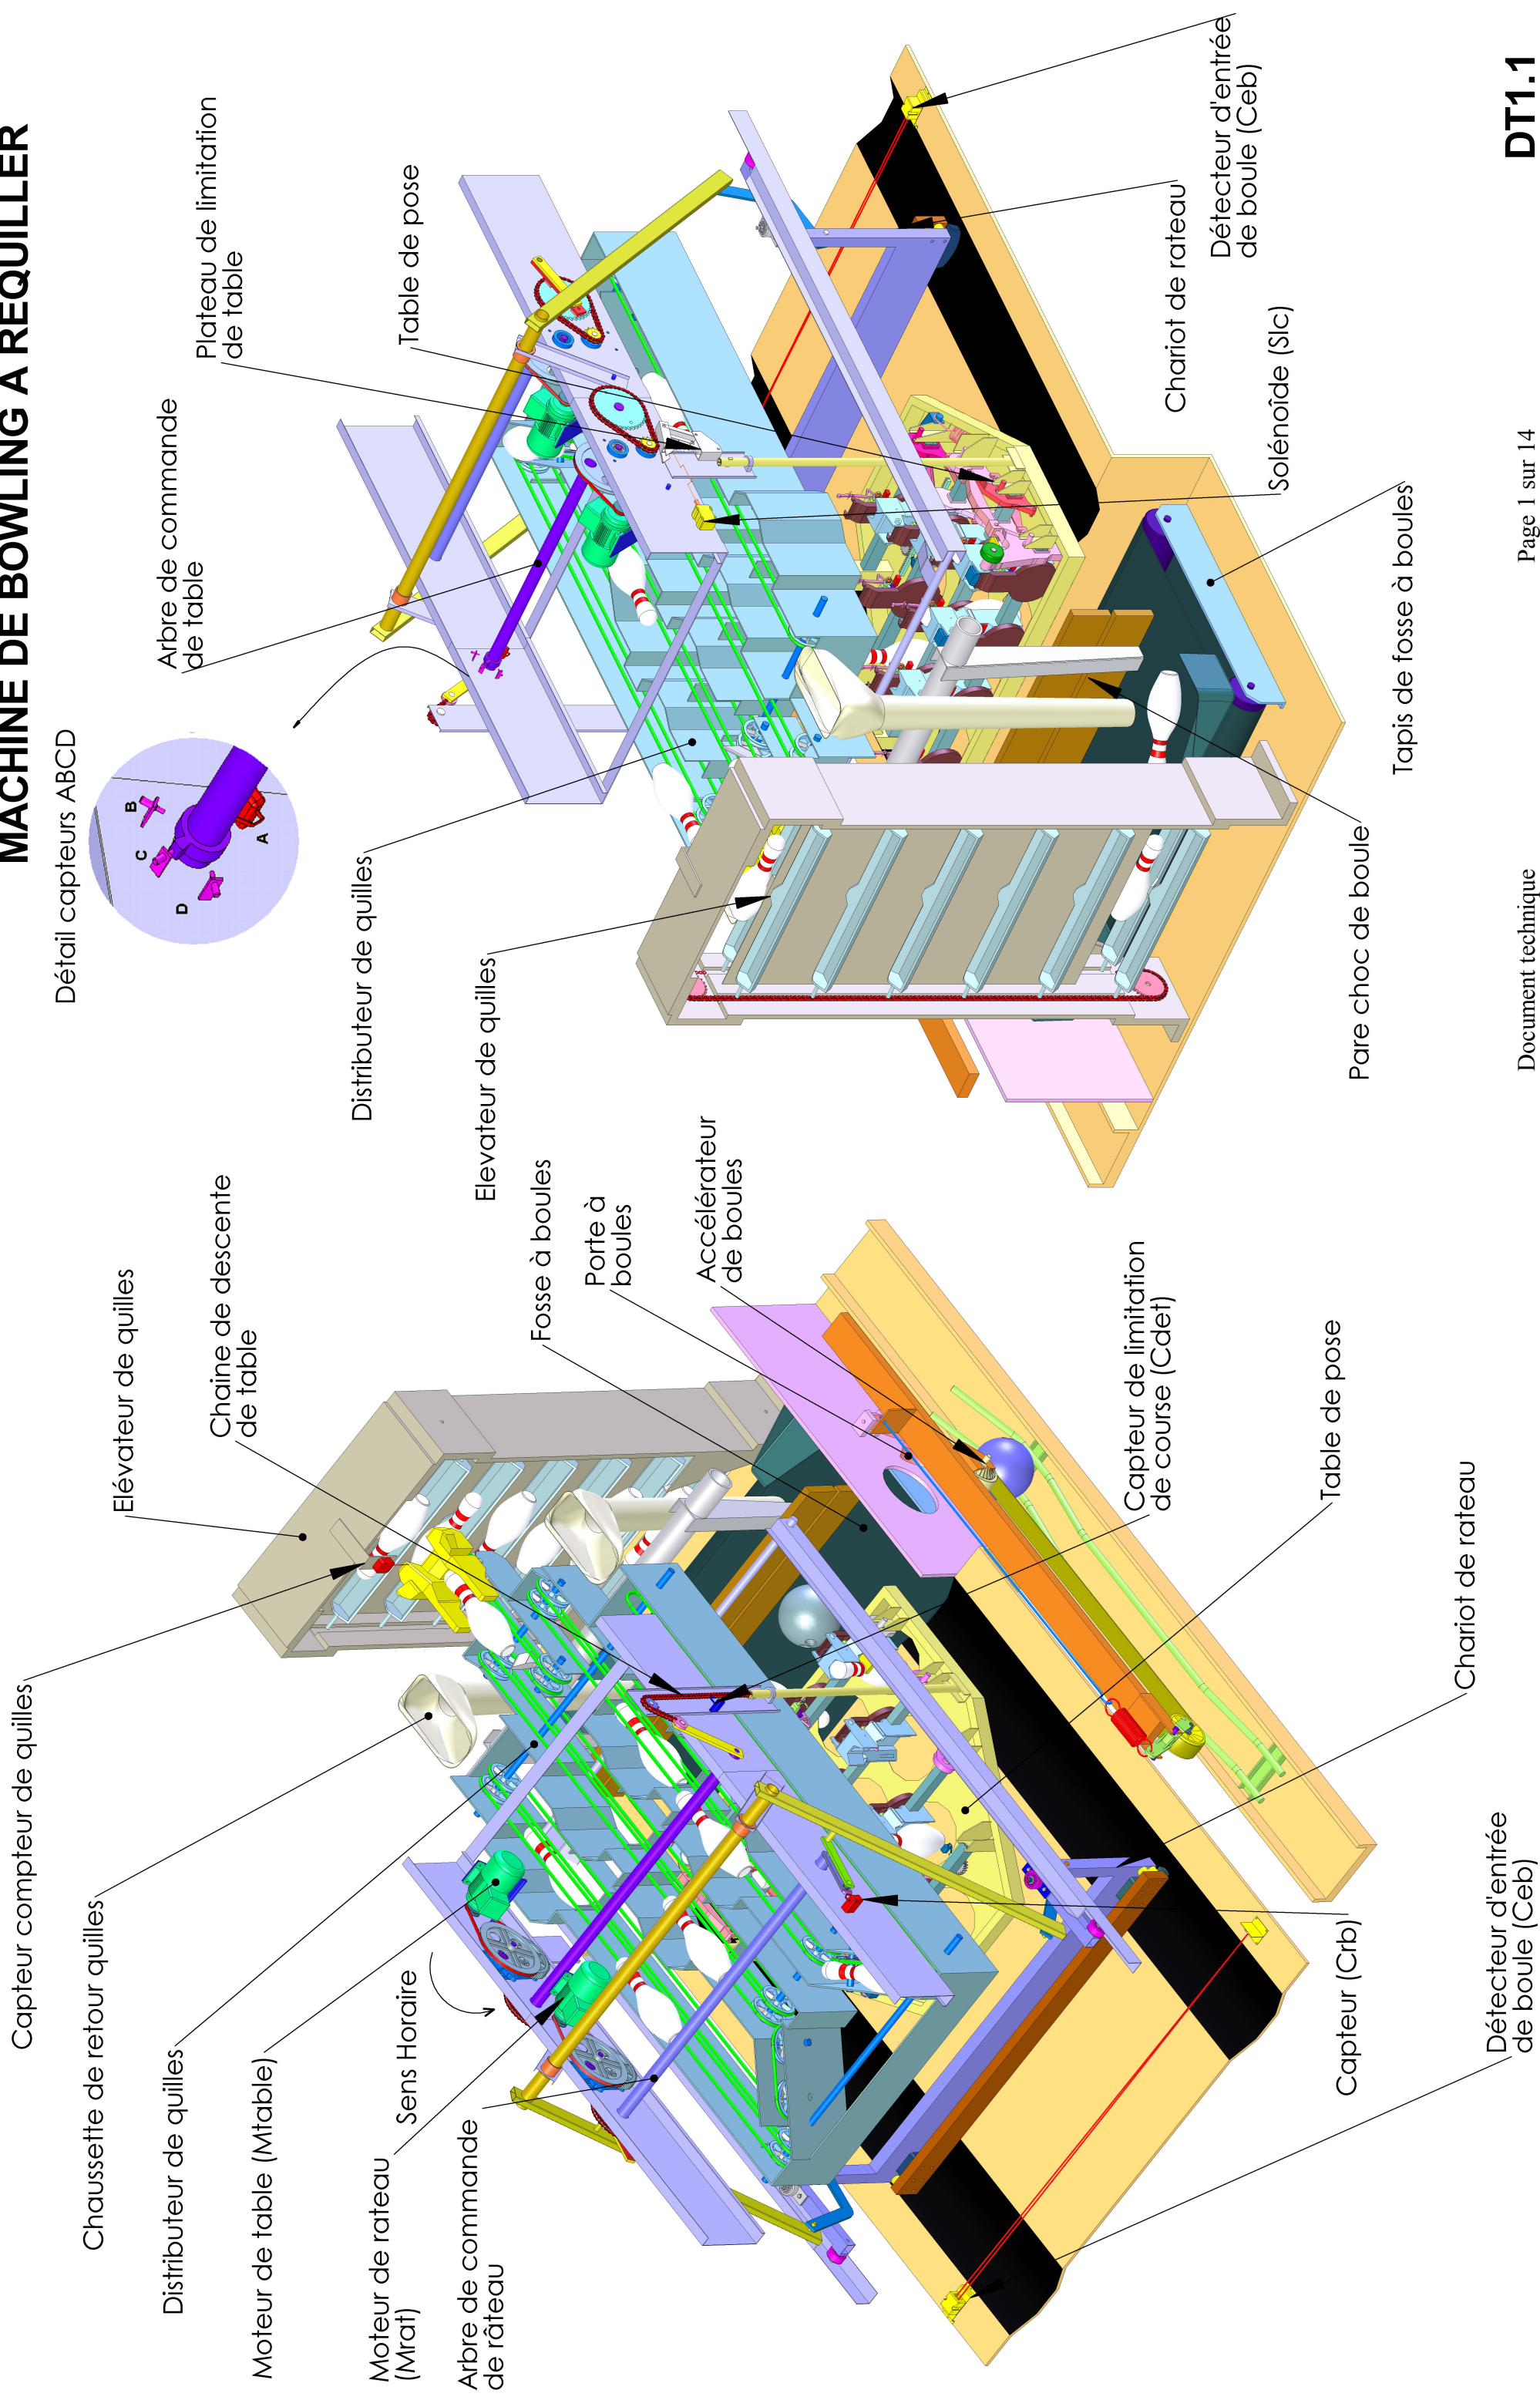 MACHINE DE BOWLING A REQUILLER
Capteur compteur de quilles
Chaussette de retour quilles
Distributeur de quilles
Moteur de table (Mtable)
Moteur de rateau
(Mrat)
Arbre de commande
de râteau
Sens Horaire
Elévateur de quilles
Chaine de descente
de table
Fosse à boules
Porte à
boules
Accélérateur
de boules
Capteur de limitation
de course (Cdet)
Table de pose
Chariot de rateau
Capteur (Crb)
Détecteur d'entrée
de boule (Ceb)
Détail capteurs ABCD
B
C
D
A
Arbre de commande
de table
Plateau de limitation
de table
Table de pose
Distributeur de quilles
Elevateur de quilles
Chariot de rateau
Détecteur d'entrée
de boule (Ceb)
Solénoîde (Slc)
Tapis de fosse à boules
Pare choc de boule
Document technique
Page 1 sur 14
DT1.1